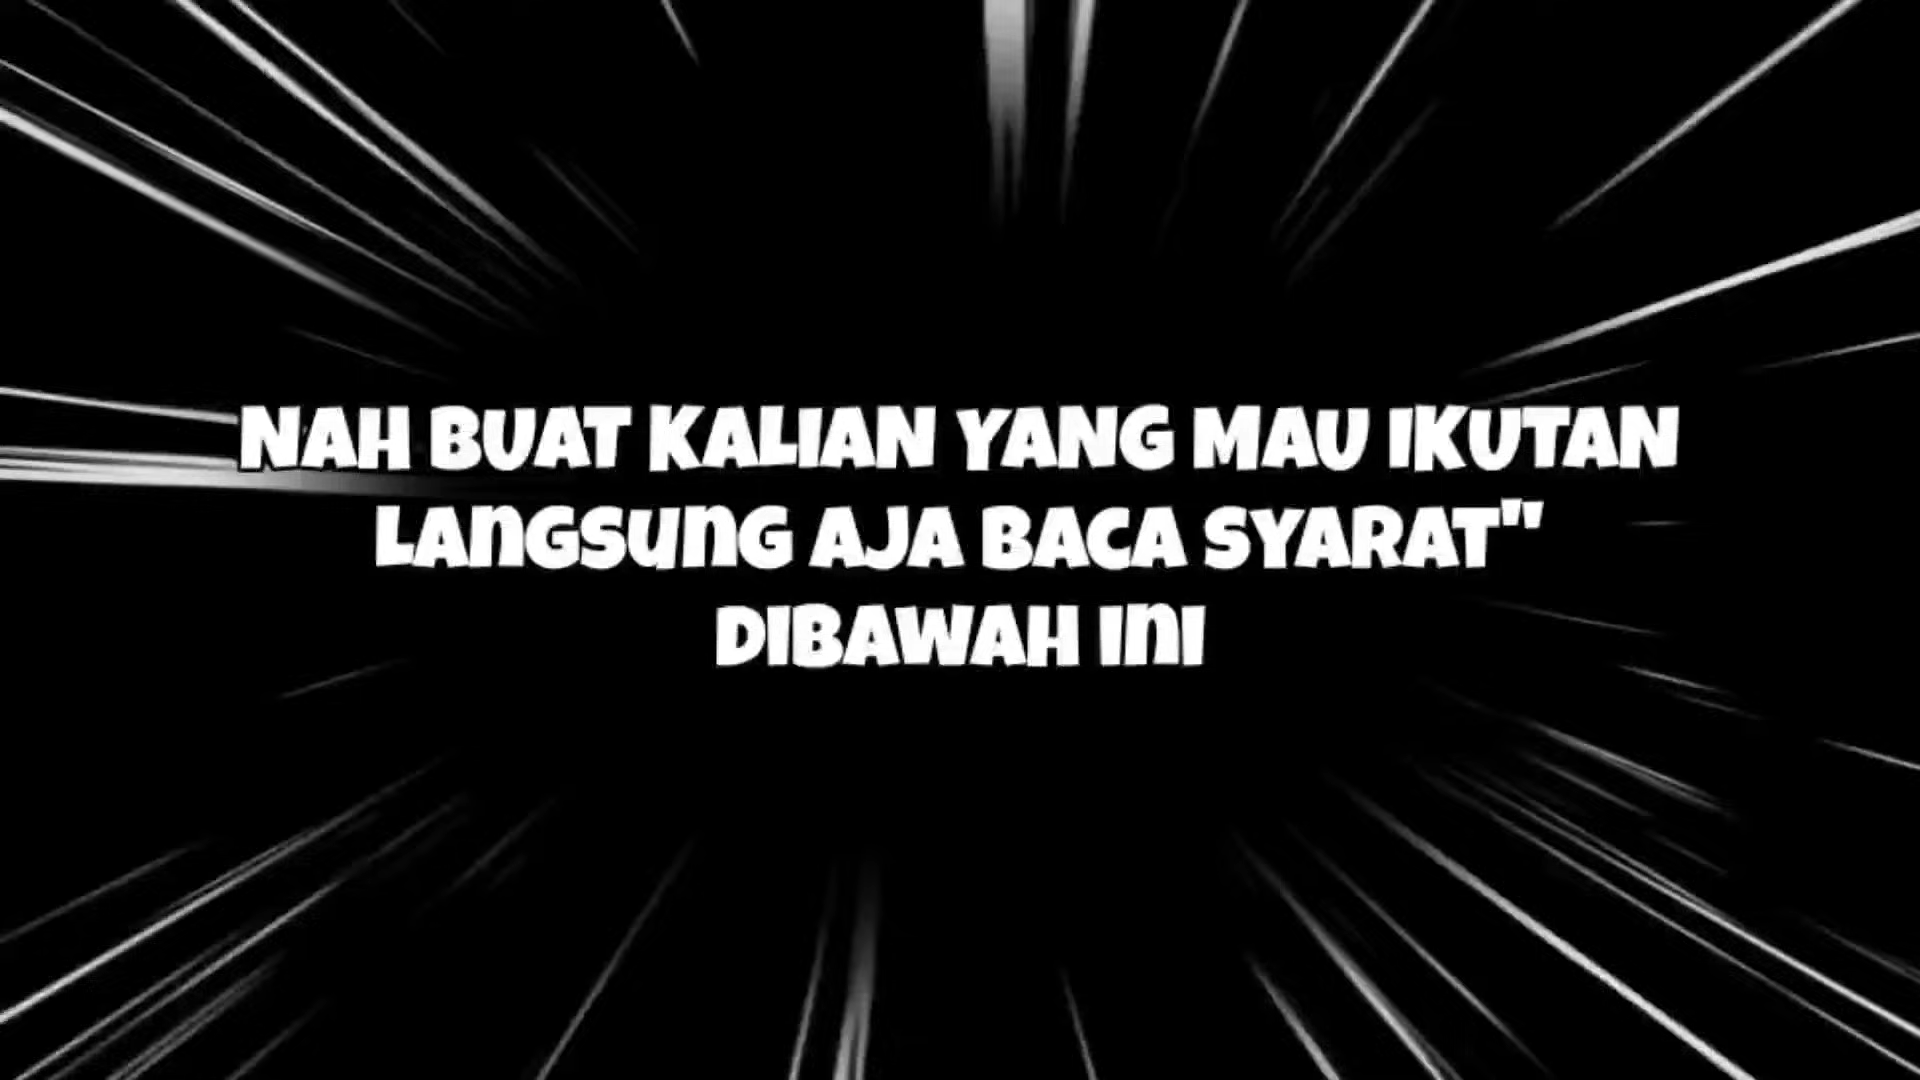 NAH BUAT KALIAN YANG MAU IKUTAN
LANGSUNG AJA BACA SYARAT"
DIBAWAH INI